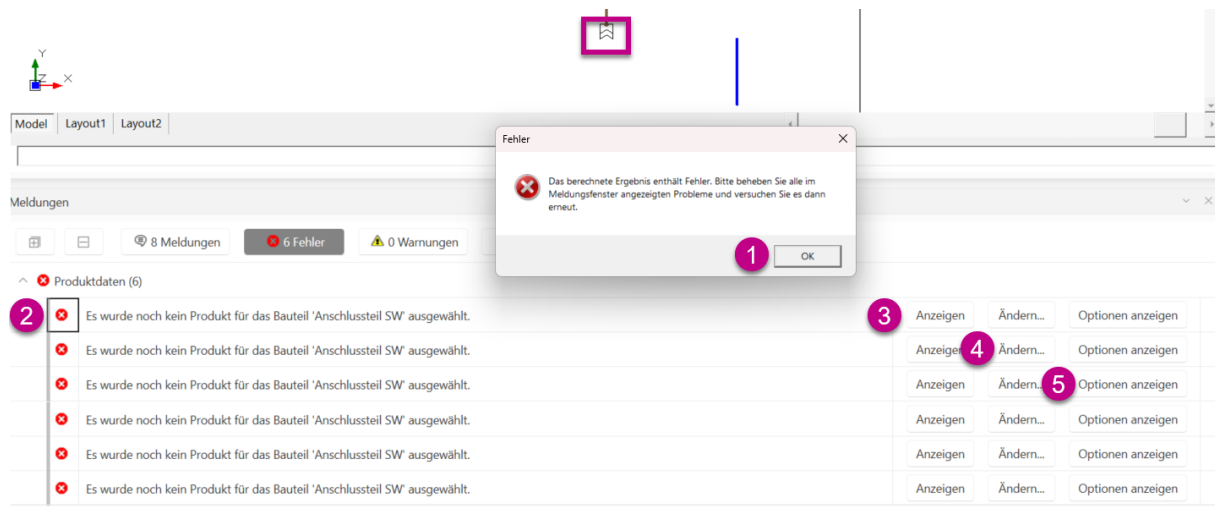 Y
Z
X
Model Layout1 Layout2
Fehler
Das berechnete Ergebnis enthält Fehler. Bitte beheben Sie alle im
Meldungsfenster angezeigten Probleme und versuchen Sie es dann
erneut.
1 OK
Meldungen
8 Meldungen 6 Fehler 0 Warnungen
Produktdaten (6)
2 Es wurde noch kein Produkt für das Bauteil 'Anschlussteil SW' ausgewählt. 3 Anzeigen Ändern... Optionen anzeigen
Es wurde noch kein Produkt für das Bauteil 'Anschlussteil SW' ausgewählt. Anzeigen 4 Ändern... Optionen anzeigen
Es wurde noch kein Produkt für das Bauteil 'Anschlussteil SW' ausgewählt. Anzeigen Ändern... 5 Optionen anzeigen
Es wurde noch kein Produkt für das Bauteil 'Anschlussteil SW' ausgewählt. Anzeigen Ändern... Optionen anzeigen
Es wurde noch kein Produkt für das Bauteil 'Anschlussteil SW' ausgewählt. Anzeigen Ändern... Optionen anzeigen
Es wurde noch kein Produkt für das Bauteil 'Anschlussteil SW' ausgewählt. Anzeigen Ändern... Optionen anzeigen